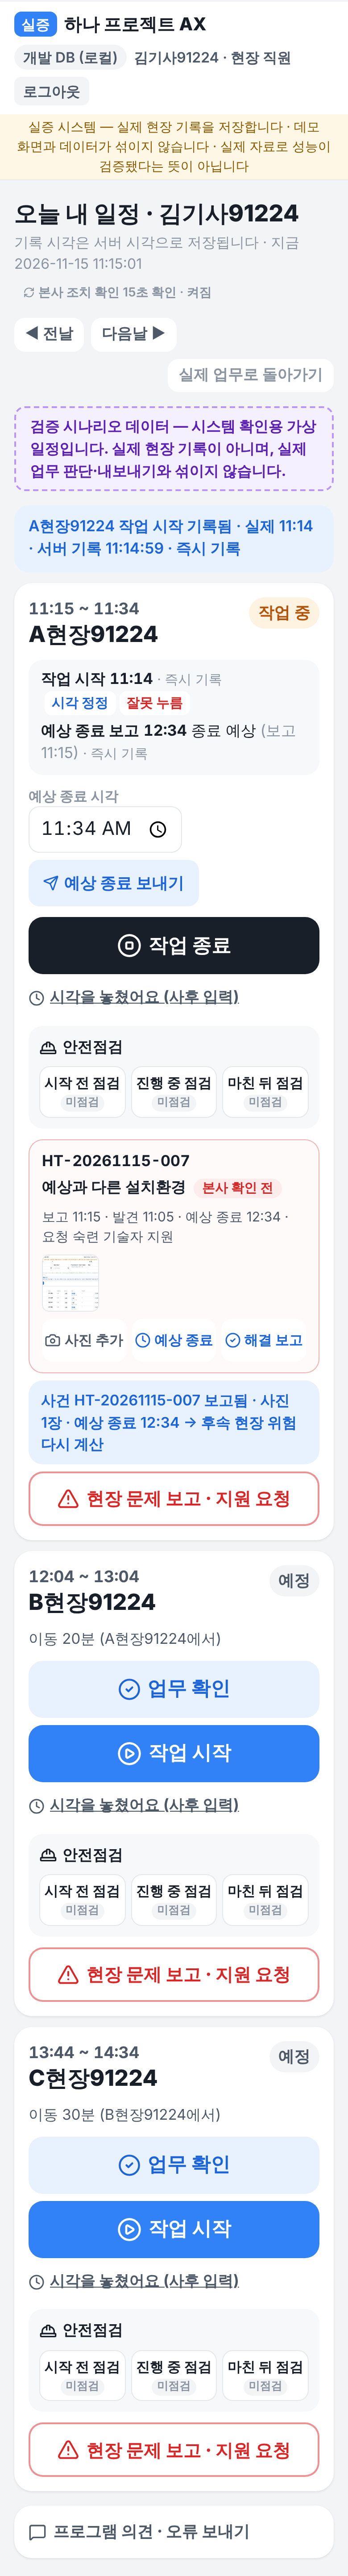 실증 하나 프로젝트 AX
개발 DB (로컬) 김기사91224 · 현장 직원
로그아웃
실증 시스템 — 실제 현장 기록을 저장합니다 · 데모
화면과 데이터가 섞이지 않습니다 · 실제 자료로 성능이
검증됐다는 뜻이 아닙니다
오늘 내 일정 · 김기사91224
기록 시각은 서버 시각으로 저장됩니다 · 지금
2026-11-15 11:15:01
본사 조치 확인 15초 확인 · 켜짐
◀ 전날 다음날 ▶
실제 업무로 돌아가기
검증 시나리오 데이터 — 시스템 확인용 가상
일정입니다. 실제 현장 기록이 아니며, 실제
업무 판단·내보내기와 섞이지 않습니다.
A현장91224 작업 시작 기록됨 · 실제 11:14
· 서버 기록 11:14:59 · 즉시 기록
11:15 ~ 11:34 작업 중
A현장91224
작업 시작 11:14 · 즉시 기록
시각 정정 잘못 누름
예상 종료 보고 12:34 종료 예상 (보고
11:15) · 즉시 기록
예상 종료 시각
11:34 AM
예상 종료 보내기
작업 종료
시각을 놓쳤어요 (사후 입력)
안전점검
시작 전 점검 진행 중 점검 마친 뒤 점검
미점검 미점검 미점검
HT-20261115-007
예상과 다른 설치환경 본사 확인 전
보고 11:15 · 발견 11:05 · 예상 종료 12:34 ·
요청 숙련 기술자 지원
사진 추가 예상 종료 해결 보고
사건 HT-20261115-007 보고됨 · 사진
1장 · 예상 종료 12:34 → 후속 현장 위험
다시 계산
현장 문제 보고 · 지원 요청
12:04 ~ 13:04 예정
B현장91224
이동 20분 (A현장91224에서)
업무 확인
작업 시작
시각을 놓쳤어요 (사후 입력)
안전점검
시작 전 점검 진행 중 점검 마친 뒤 점검
미점검 미점검 미점검
현장 문제 보고 · 지원 요청
13:44 ~ 14:34 예정
C현장91224
이동 30분 (B현장91224에서)
업무 확인
작업 시작
시각을 놓쳤어요 (사후 입력)
안전점검
시작 전 점검 진행 중 점검 마친 뒤 점검
미점검 미점검 미점검
현장 문제 보고 · 지원 요청
프로그램 의견 · 오류 보내기